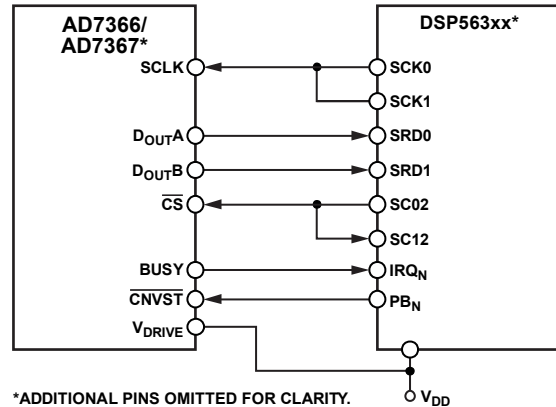 AD7366/
AD7367*
DSP563xx*
SCLK
SCK0
SCK1
DOUTA
SRD0
DOUTB
SRD1
CS
SC02
SC12
BUSY
IRQN
CNVST
PBN
VDRIVE
*ADDITIONAL PINS OMITTED FOR CLARITY.
VDD